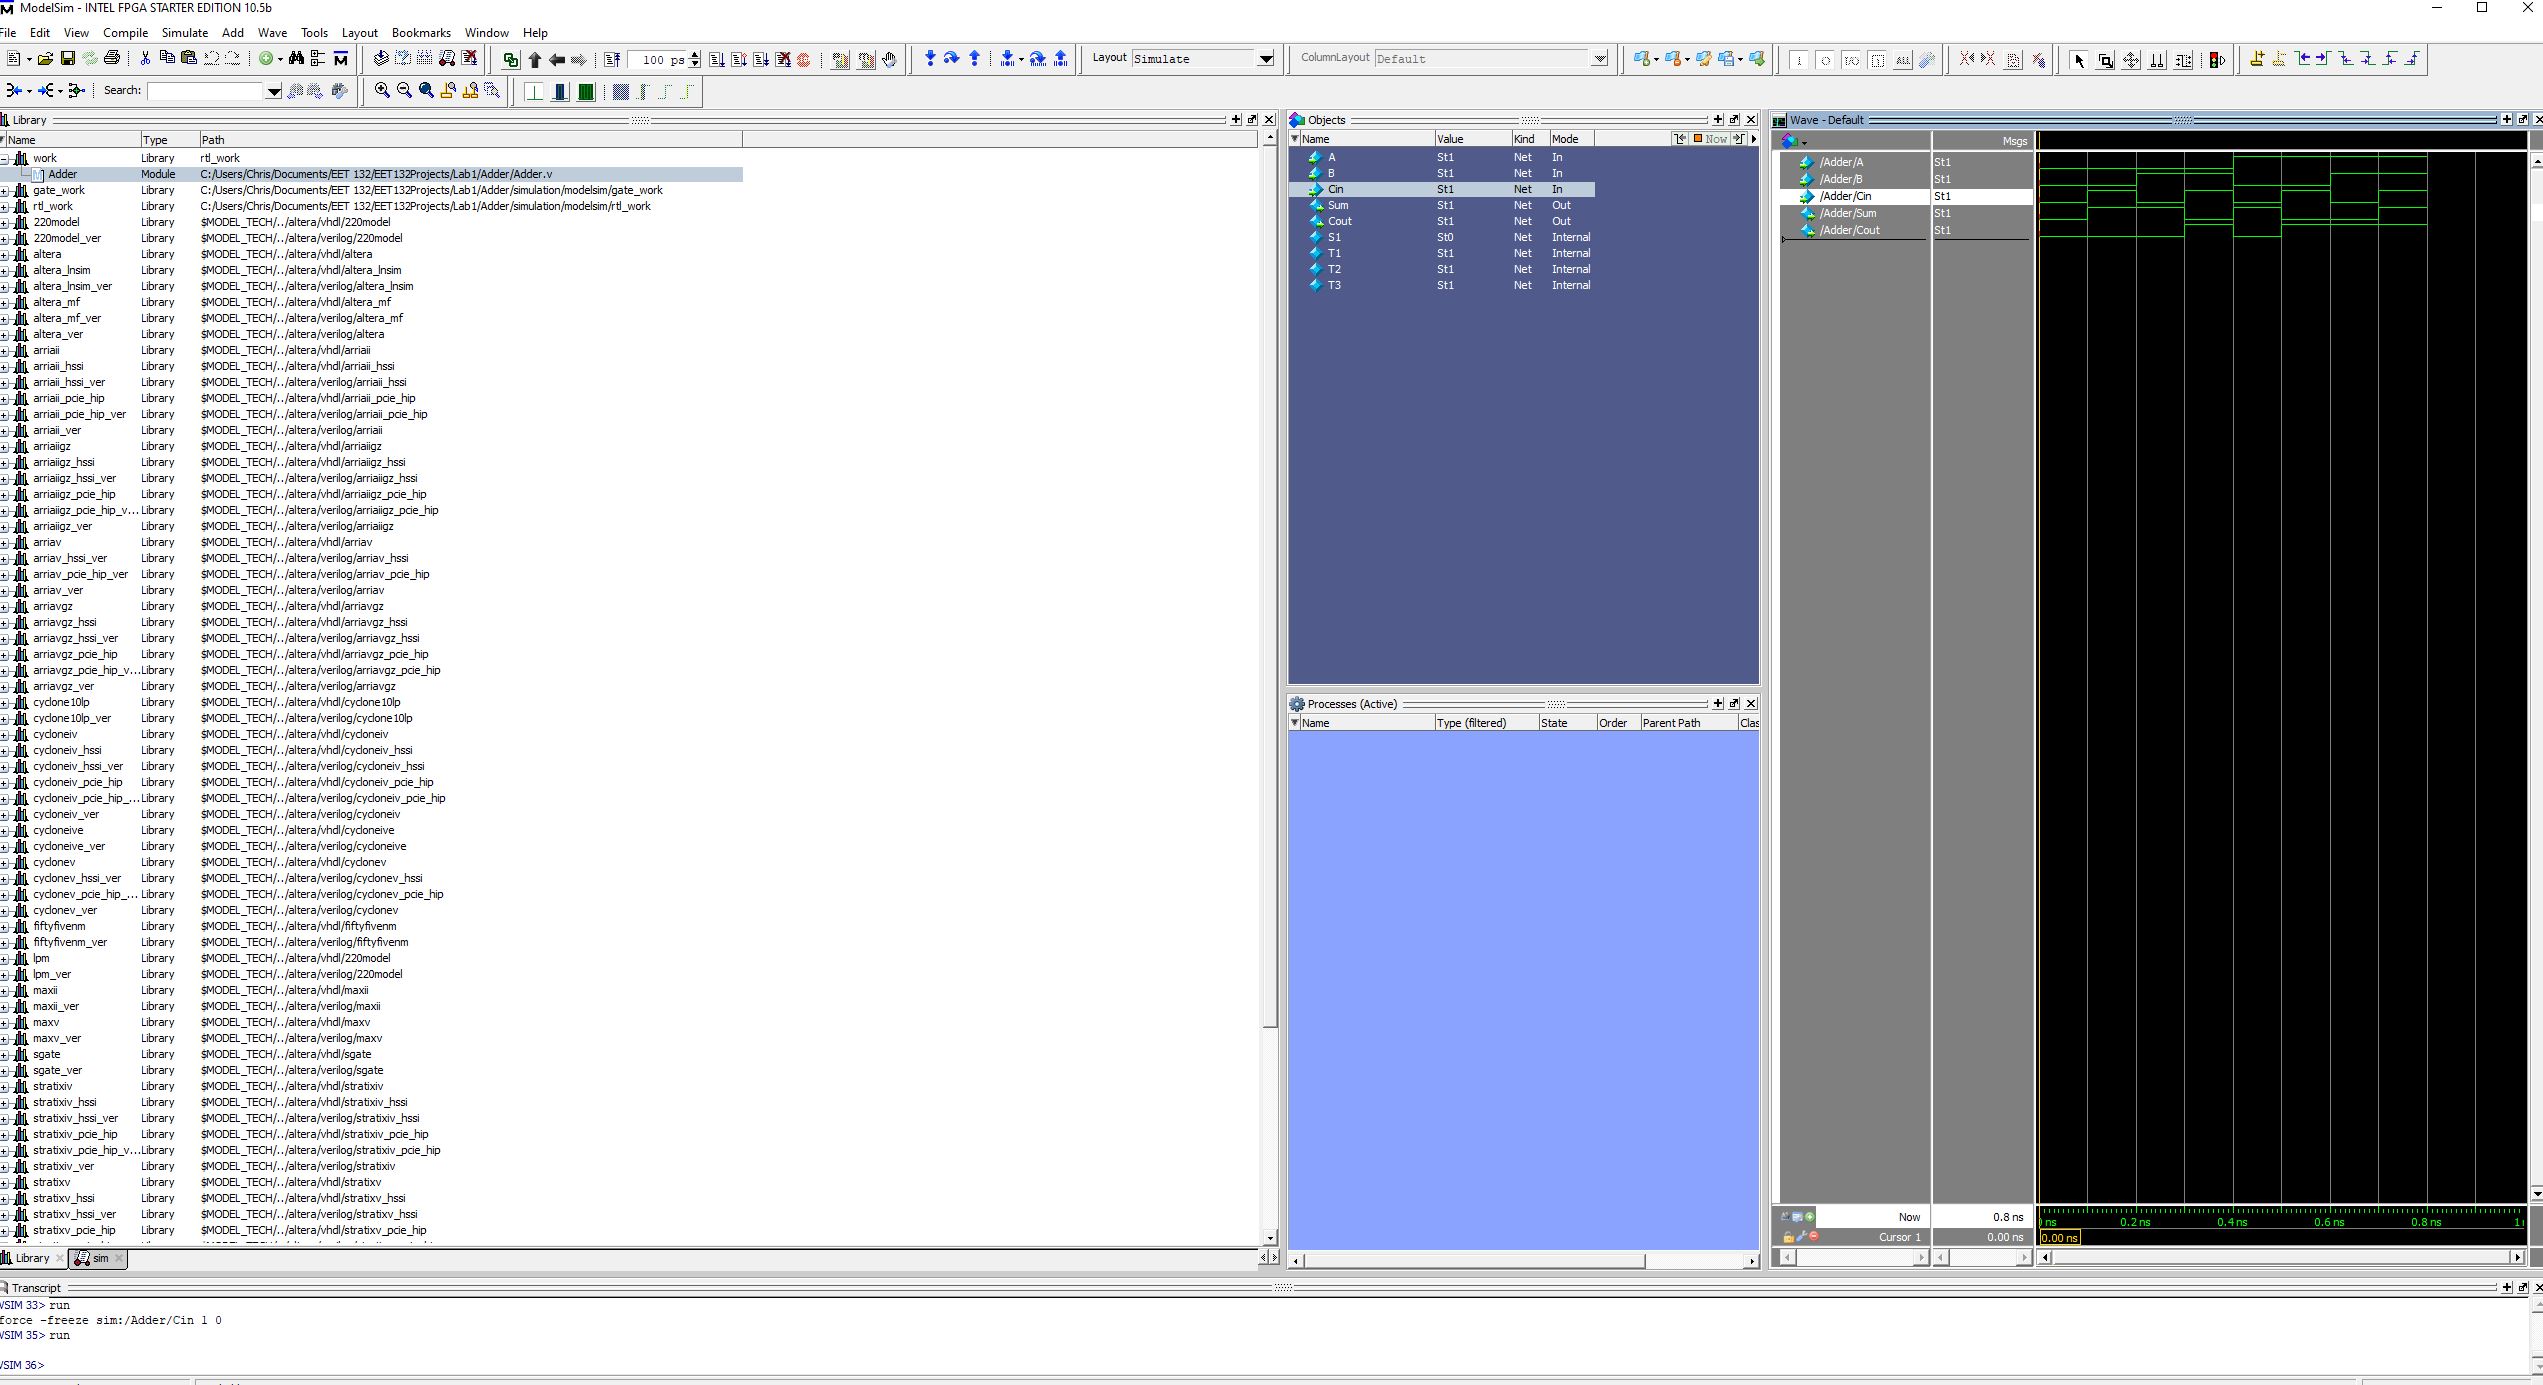 ModelSim - INTEL FPGA STARTER EDITION 10.5b
File Edit View Compile Simulate Add Wave Tools Layout Bookmarks Window Help
100 ps Layout Simulate ColumnLayout Default
Search:
Library
Name Type Path
work Library rtl_work
Adder Module C:/Users/Chris/Documents/EET 132/EET132Projects/Lab1/Adder/Adder.v
gate_work Library C:/Users/Chris/Documents/EET 132/EET132Projects/Lab1/Adder/simulation/modelsim/gate_work
rtl_work Library C:/Users/Chris/Documents/EET 132/EET132Projects/Lab1/Adder/simulation/modelsim/rtl_work
220model Library $MODEL_TECH/../altera/vhdl/220model
220model_ver Library $MODEL_TECH/../altera/verilog/220model
altera Library $MODEL_TECH/../altera/vhdl/altera
altera_lnsim Library $MODEL_TECH/../altera/vhdl/altera_lnsim
altera_lnsim_ver Library $MODEL_TECH/../altera/verilog/altera_lnsim
altera_mf Library $MODEL_TECH/../altera/vhdl/altera_mf
altera_mf_ver Library $MODEL_TECH/../altera/verilog/altera_mf
altera_ver Library $MODEL_TECH/../altera/verilog/altera
arriaii Library $MODEL_TECH/../altera/vhdl/arriaii
arriaii_hssi Library $MODEL_TECH/../altera/vhdl/arriaii_hssi
arriaii_hssi_ver Library $MODEL_TECH/../altera/verilog/arriaii_hssi
arriaii_pcie_hip Library $MODEL_TECH/../altera/vhdl/arriaii_pcie_hip
arriaii_pcie_hip_ver Library $MODEL_TECH/../altera/verilog/arriaii_pcie_hip
arriaii_ver Library $MODEL_TECH/../altera/verilog/arriaii
arriaiigz Library $MODEL_TECH/../altera/vhdl/arriaiigz
arriaiigz_hssi Library $MODEL_TECH/../altera/vhdl/arriaiigz_hssi
arriaiigz_hssi_ver Library $MODEL_TECH/../altera/verilog/arriaiigz_hssi
arriaiigz_pcie_hip Library $MODEL_TECH/../altera/vhdl/arriaiigz_pcie_hip
arriaiigz_pcie_hip_v... Library $MODEL_TECH/../altera/verilog/arriaiigz_pcie_hip
arriaiigz_ver Library $MODEL_TECH/../altera/verilog/arriaiigz
arriav Library $MODEL_TECH/../altera/vhdl/arriav
arriav_hssi_ver Library $MODEL_TECH/../altera/verilog/arriav_hssi
arriav_pcie_hip_ver Library $MODEL_TECH/../altera/verilog/arriav_pcie_hip
arriav_ver Library $MODEL_TECH/../altera/verilog/arriav
arriavgz Library $MODEL_TECH/../altera/vhdl/arriavgz
arriavgz_hssi Library $MODEL_TECH/../altera/vhdl/arriavgz_hssi
arriavgz_hssi_ver Library $MODEL_TECH/../altera/verilog/arriavgz_hssi
arriavgz_pcie_hip Library $MODEL_TECH/../altera/vhdl/arriavgz_pcie_hip
arriavgz_pcie_hip_v... Library $MODEL_TECH/../altera/verilog/arriavgz_pcie_hip
arriavgz_ver Library $MODEL_TECH/../altera/verilog/arriavgz
cyclone10lp Library $MODEL_TECH/../altera/vhdl/cyclone10lp
cyclone10lp_ver Library $MODEL_TECH/../altera/verilog/cyclone10lp
cycloneiv Library $MODEL_TECH/../altera/vhdl/cycloneiv
cycloneiv_hssi Library $MODEL_TECH/../altera/vhdl/cycloneiv_hssi
cycloneiv_hssi_ver Library $MODEL_TECH/../altera/verilog/cycloneiv_hssi
cycloneiv_pcie_hip Library $MODEL_TECH/../altera/vhdl/cycloneiv_pcie_hip
cycloneiv_pcie_hip_... Library $MODEL_TECH/../altera/verilog/cycloneiv_pcie_hip
cycloneiv_ver Library $MODEL_TECH/../altera/verilog/cycloneiv
cycloneive Library $MODEL_TECH/../altera/vhdl/cycloneive
cycloneive_ver Library $MODEL_TECH/../altera/verilog/cycloneive
cyclonev Library $MODEL_TECH/../altera/vhdl/cyclonev
cyclonev_hssi_ver Library $MODEL_TECH/../altera/verilog/cyclonev_hssi
cyclonev_pcie_hip_... Library $MODEL_TECH/../altera/verilog/cyclonev_pcie_hip
cyclonev_ver Library $MODEL_TECH/../altera/verilog/cyclonev
fiftyfivenm Library $MODEL_TECH/../altera/vhdl/fiftyfivenm
fiftyfivenm_ver Library $MODEL_TECH/../altera/verilog/fiftyfivenm
lpm Library $MODEL_TECH/../altera/vhdl/220model
lpm_ver Library $MODEL_TECH/../altera/verilog/220model
maxii Library $MODEL_TECH/../altera/vhdl/maxii
maxii_ver Library $MODEL_TECH/../altera/verilog/maxii
maxv Library $MODEL_TECH/../altera/vhdl/maxv
maxv_ver Library $MODEL_TECH/../altera/verilog/maxv
sgate Library $MODEL_TECH/../altera/vhdl/sgate
sgate_ver Library $MODEL_TECH/../altera/verilog/sgate
stratixiv Library $MODEL_TECH/../altera/vhdl/stratixiv
stratixiv_hssi Library $MODEL_TECH/../altera/vhdl/stratixiv_hssi
stratixiv_hssi_ver Library $MODEL_TECH/../altera/verilog/stratixiv_hssi
stratixiv_pcie_hip Library $MODEL_TECH/../altera/vhdl/stratixiv_pcie_hip
stratixiv_pcie_hip_v... Library $MODEL_TECH/../altera/verilog/stratixiv_pcie_hip
stratixiv_ver Library $MODEL_TECH/../altera/verilog/stratixiv
stratixv Library $MODEL_TECH/../altera/vhdl/stratixv
stratixv_hssi Library $MODEL_TECH/../altera/vhdl/stratixv_hssi
stratixv_hssi_ver Library $MODEL_TECH/../altera/verilog/stratixv_hssi
stratixv_pcie_hip Library $MODEL_TECH/../altera/vhdl/stratixv_pcie_hip
Library sim
Objects
Name Value Kind Mode Now
A St1 Net In
B St1 Net In
Cin St1 Net In
Sum St1 Net Out
Cout St1 Net Out
S1 St0 Net Internal
T1 St1 Net Internal
T2 St1 Net Internal
T3 St1 Net Internal
Processes (Active)
Name Type (filtered) State Order Parent Path Clas
Wave - Default
Msgs
/Adder/A St1
/Adder/B St1
/Adder/Cin St1
/Adder/Sum St1
/Adder/Cout St1
Now 0.8 ns ns 0.2 ns 0.4 ns 0.6 ns 0.8 ns 1
Cursor 1 0.00 ns 0.00 ns
Transcript
VSIM 33> run
force -freeze sim:/Adder/Cin 1 0
VSIM 35> run
VSIM 36>